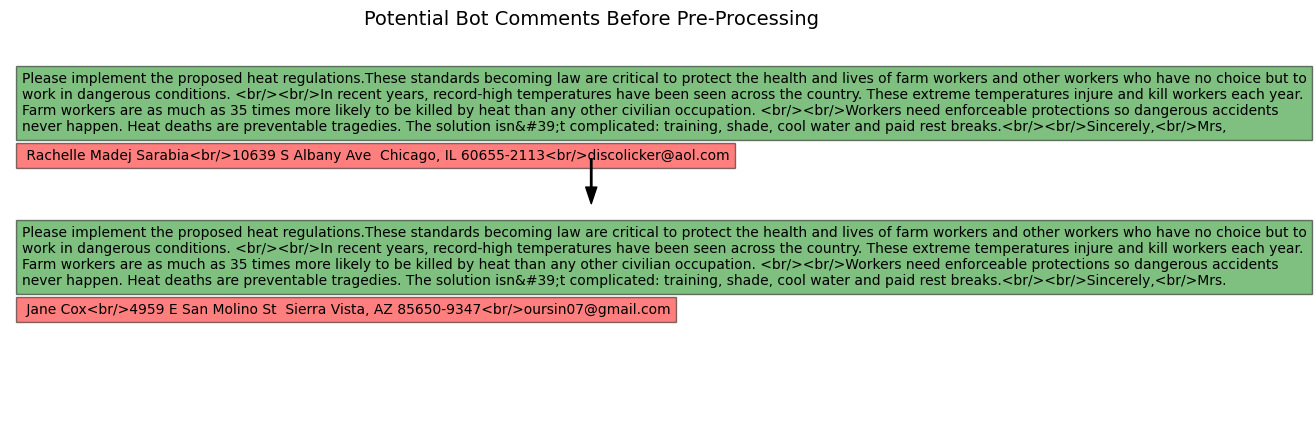 Potential Bot Comments Before Pre-Processing
Please implement the proposed heat regulations.These standards becoming law are critical to protect the health and lives of farm workers and other workers who have no choice but to
work in dangerous conditions. <br/><br/>In recent years, record-high temperatures have been seen across the country. These extreme temperatures injure and kill workers each year.
Farm workers are as much as 35 times more likely to be killed by heat than any other civilian occupation. <br/><br/>Workers need enforceable protections so dangerous accidents
never happen. Heat deaths are preventable tragedies. The solution isn&#39;t complicated: training, shade, cool water and paid rest breaks.<br/><br/>Sincerely,<br/>Mrs,
Rachelle Madej Sarabia<br/>10639 S Albany Ave  Chicago, IL 60655-2113<br/>discolicker@aol.com
Please implement the proposed heat regulations.These standards becoming law are critical to protect the health and lives of farm workers and other workers who have no choice but to
work in dangerous conditions. <br/><br/>In recent years, record-high temperatures have been seen across the country. These extreme temperatures injure and kill workers each year.
Farm workers are as much as 35 times more likely to be killed by heat than any other civilian occupation. <br/><br/>Workers need enforceable protections so dangerous accidents
never happen. Heat deaths are preventable tragedies. The solution isn&#39;t complicated: training, shade, cool water and paid rest breaks.<br/><br/>Sincerely,<br/>Mrs.
Jane Cox<br/>4959 E San Molino St  Sierra Vista, AZ 85650-9347<br/>oursin07@gmail.com